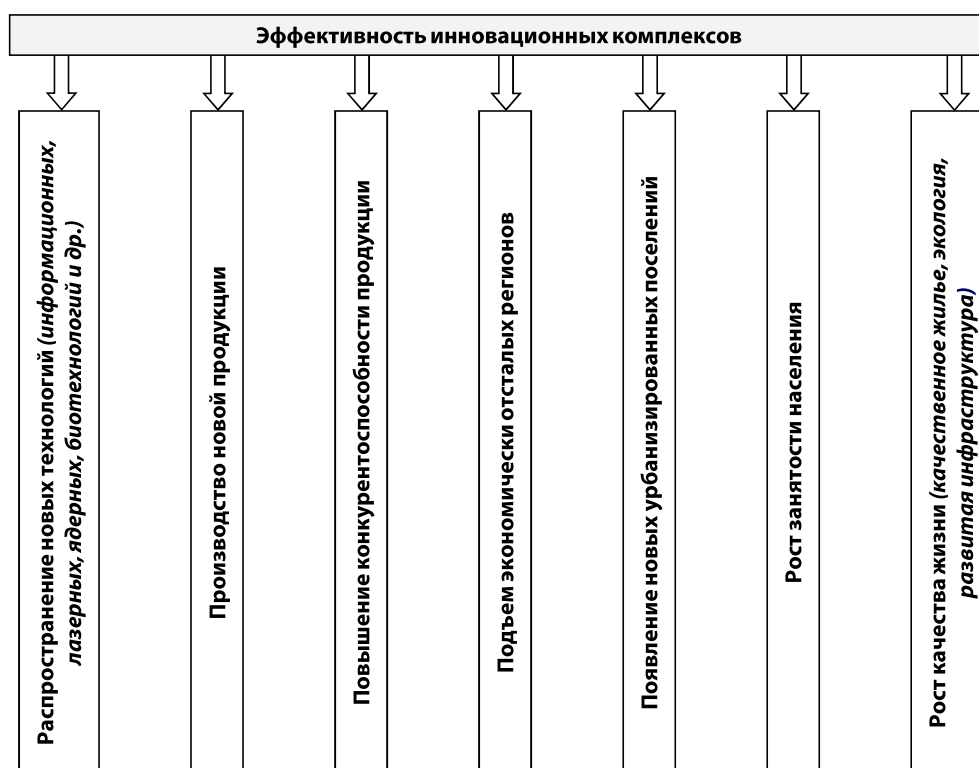 Эффективность инновационных комплексов
Распространение новых технологий (информационных,
лазерных, ядерных, биотехнологий и др.)
Производство новой продукции
Повышение конкурентоспособности продукции
Подъем экономически отсталых регионов
Появление новых урбанизированных поселений
Рост занятости населения
Рост качества жизни (качественное жилье, экология,
развитая инфраструктура)